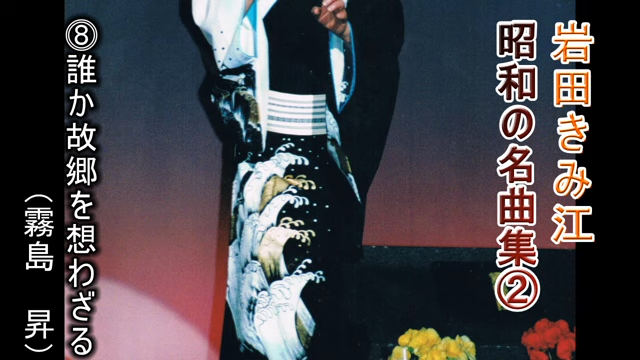 岩田きみ江
昭和の名曲集②
⑧誰か故郷を想わざる
（霧島　昇）